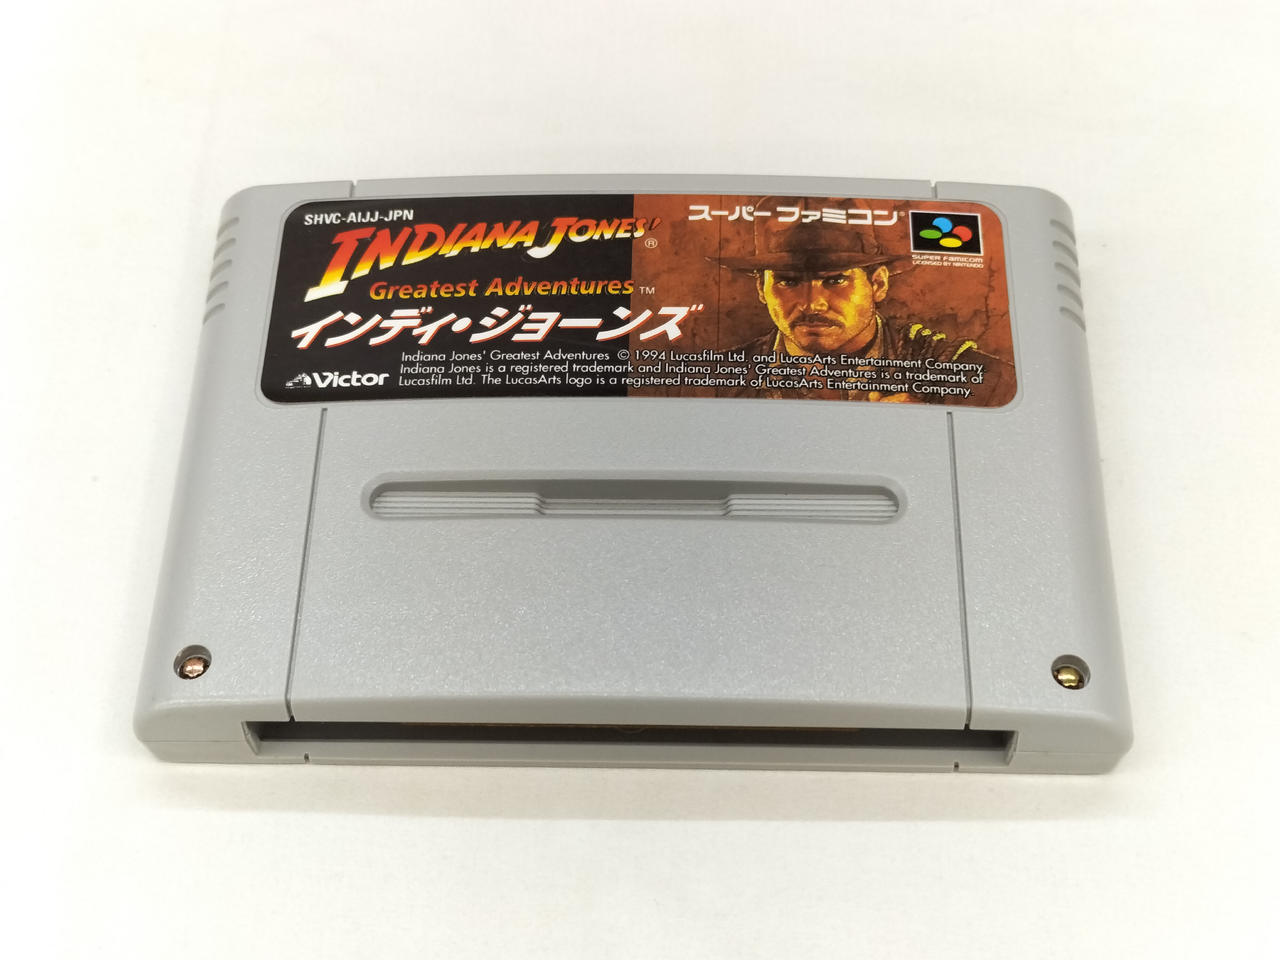 SHVC-AIJJ-JPN
スーパーファミコン®
INDIANA JONES'®
SUPER FAMICOM
LICENSED BY NINTENDO
Greatest Adventures™
インディ・ジョーンズ
Indiana Jones' Greatest Adventures © 1994 Lucasfilm Ltd. and LucasArts Entertainment Company.
Indiana Jones is a registered trademark and Indiana Jones' Greatest Adventures is a trademark of
Lucasfilm Ltd. The LucasArts logo is a registered trademark of LucasArts Entertainment Company.
Victor